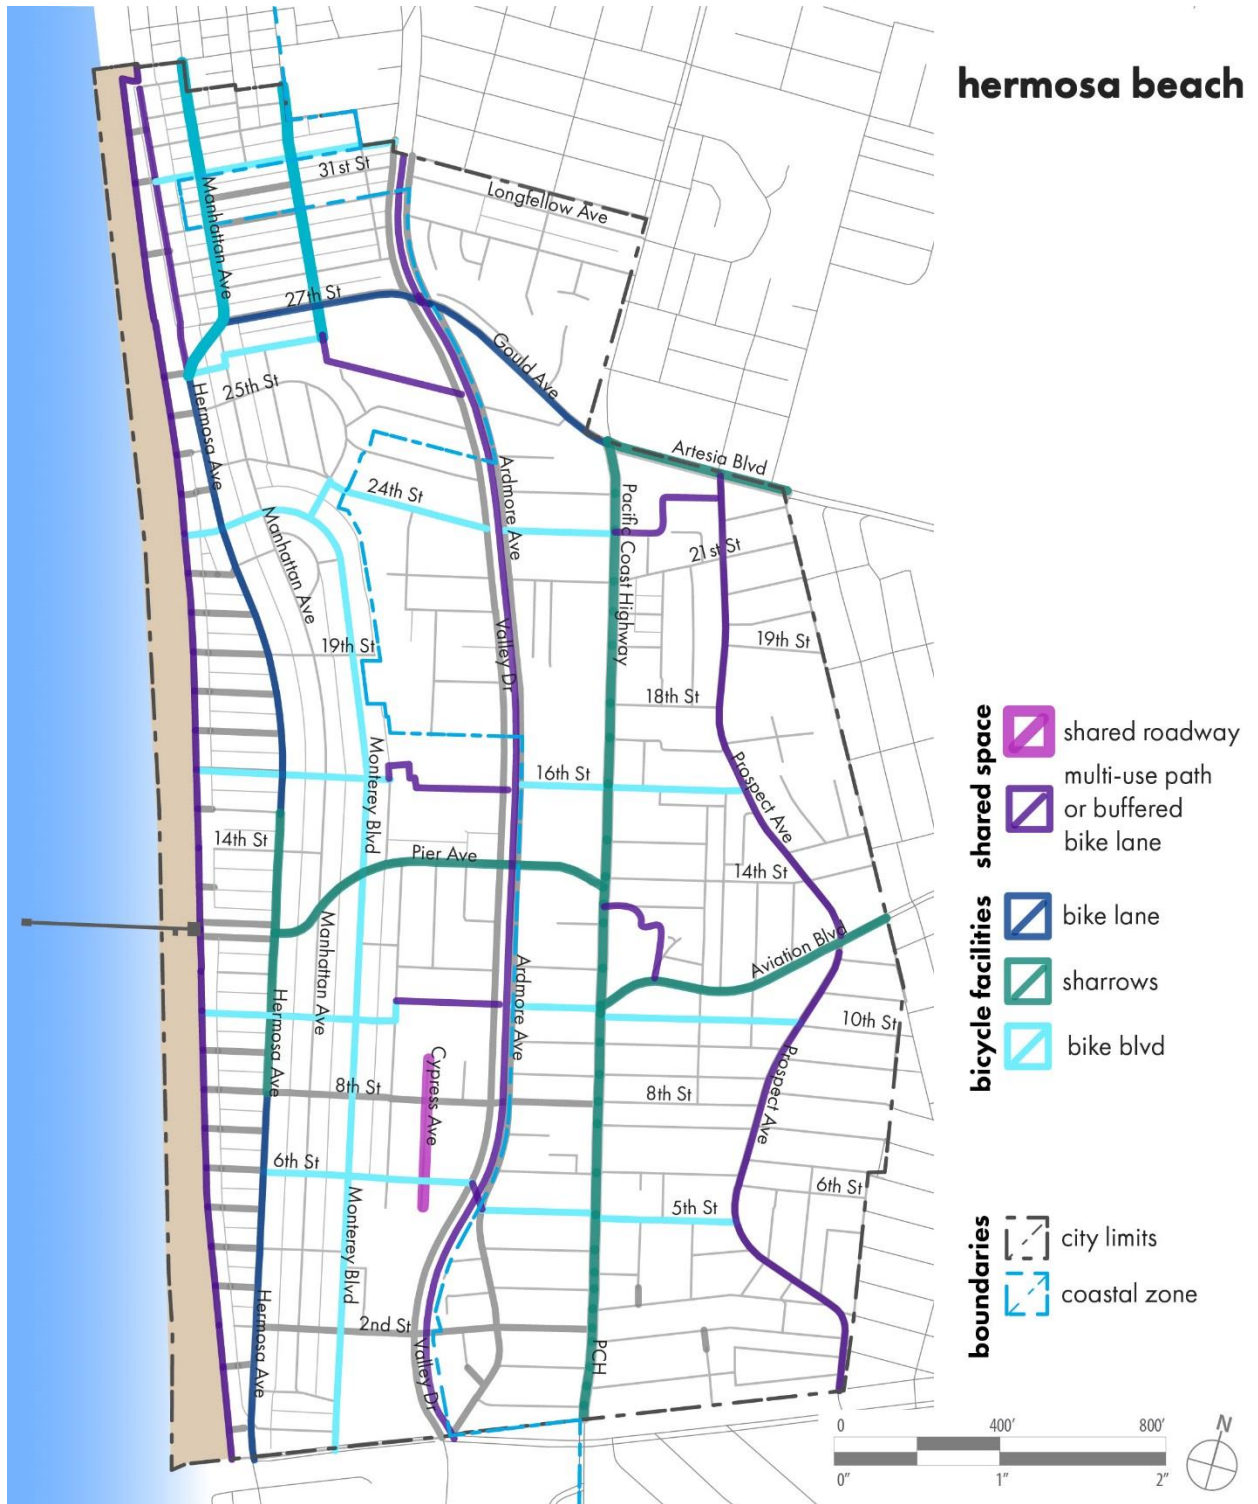 hermosa beach
31st St
Longfellow Ave
Manhattan Ave
27th St
Gould Ave
25th St
Hermosa Ave
Artesia Blvd
24th St
Ardmore Ave
Pacific Coast Highway
Manhattan Ave
21st St
19th St
19th St
Valley Dr
18th St
Monterey Blvd
16th St
Prospect Ave
14th St
Pier Ave
14th St
Manhattan Ave
Aviation Blvd
Ardmore Ave
Hermosa Ave
10th St
Cypress Ave
8th St
8th St
Prospect Ave
6th St
6th St
5th St
Monterey Blvd
Hermosa Ave
2nd St
Valley Dr
PCH
shared space
shared roadway
multi-use path
or buffered
bike lane
bicycle facilities
bike lane
sharrows
bike blvd
boundaries
city limits
coastal zone
0 400' 800'
0" 1" 2"
N